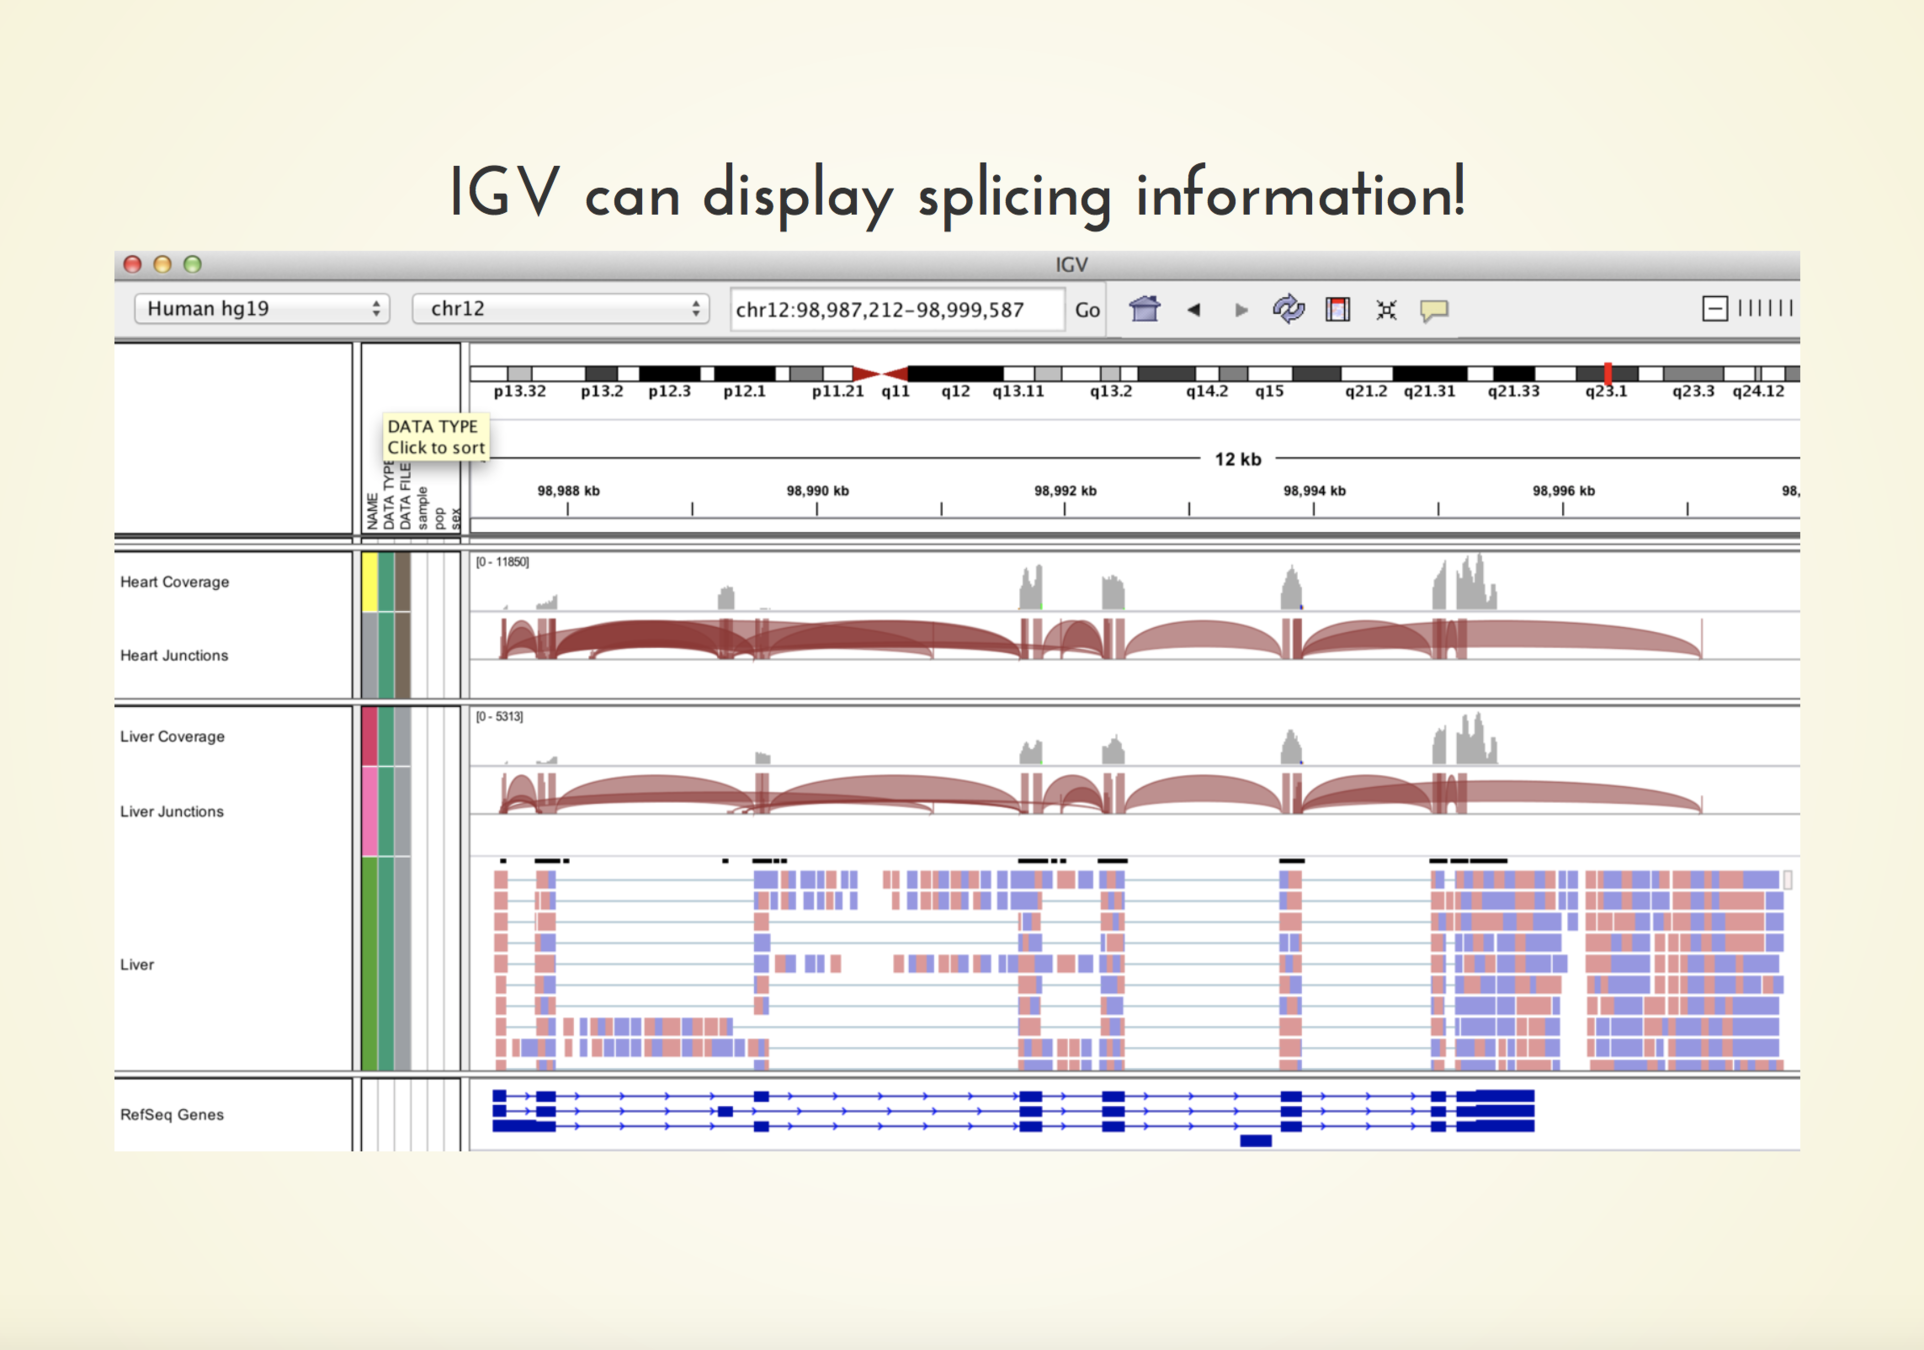 IGV can display splicing information!
IGV
Human hg19
chr12
chr12:98,987,212-98,999,587
Go
p13.32 p13.2 p12.3 p12.1 p11.21 q11 q12 q13.11 q13.2 q14.2 q15 q21.2 q21.31 q21.33 q23.1 q23.3 q24.12
DATA TYPE
Click to sort
12 kb
98,988 kb 98,990 kb 98,992 kb 98,994 kb 98,996 kb 98,
NAME
DATA TYPE
DATA FILE
sample
pop
sex
Heart Coverage
[0 - 11850]
Heart Junctions
Liver Coverage
[0 - 5313]
Liver Junctions
Liver
RefSeq Genes